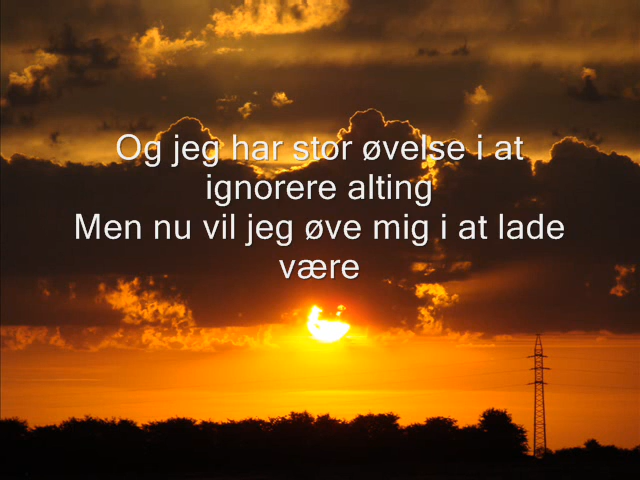 Og jeg har stor øvelse i at
ignorere alting
Men nu vil jeg øve mig i at lade
være